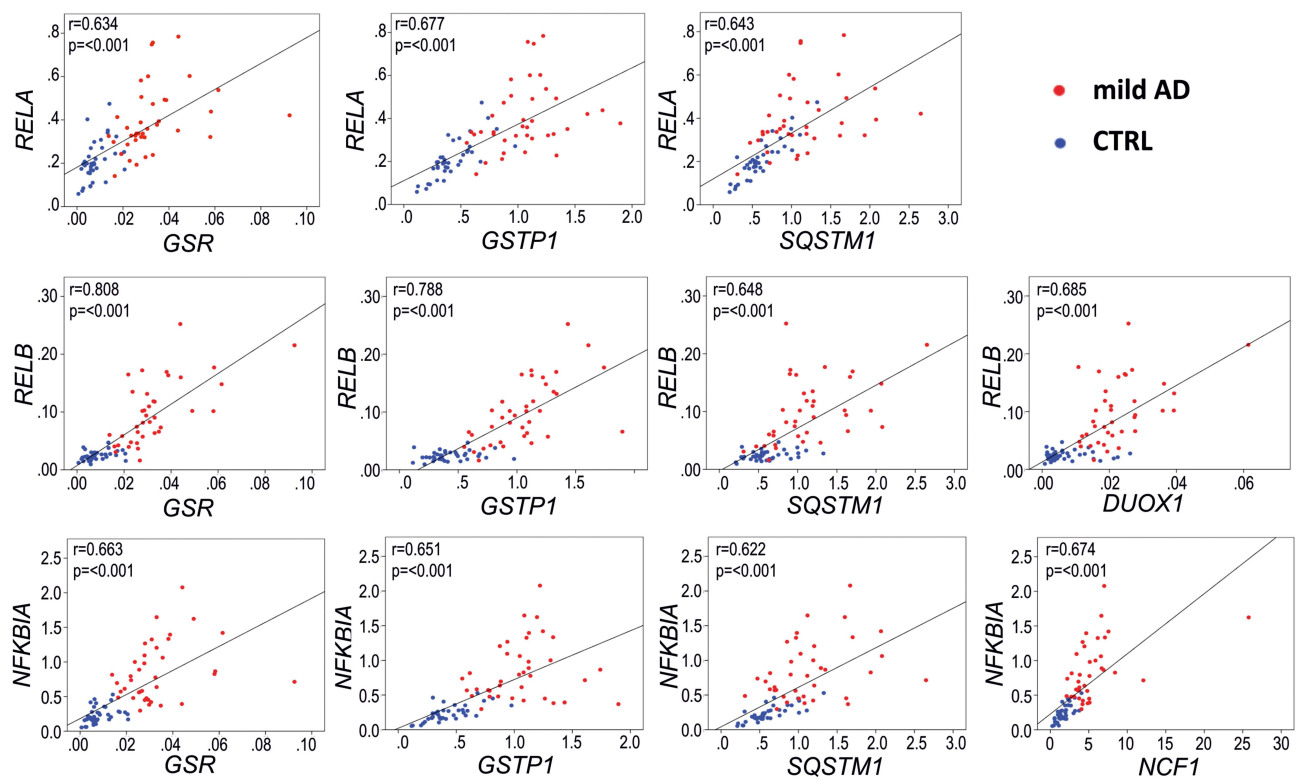 r=0.634
p=<0.001
RELA
.8
.6
.4
.2
.0
.00 .02 .04 .06 .08 .10
GSR
r=0.677
p=<0.001
RELA
.8
.6
.4
.2
.0
.0 .5 1.0 1.5 2.0
GSTP1
r=0.643
p=<0.001
RELA
.8
.6
.4
.2
.0
.0 0.5 1.0 1.5 2.0 2.5 3.0
SQSTM1
mild AD
CTRL
r=0.808
p=<0.001
RELB
.30
.20
.10
.00
.00 .02 .04 .06 .08 .10
GSR
r=0.788
p=<0.001
RELB
.30
.20
.10
.00
.00 .5 1.0 1.5
GSTP1
r=0.648
p=<0.001
RELB
.30
.20
.10
.00
.0 .5 1.0 1.5 2.0 2.5 3.0
SQSTM1
r=0.685
p=<0.001
RELB
.30
.20
.10
.00
.00 .02 .04 .06
DUOX1
r=0.663
p=<0.001
NFKBIA
2.5
2.0
1.5
1.0
0.5
0.0
.00 .02 .04 .06 .08 .10
GSR
r=0.651
p=<0.001
NFKBIA
2.5
2.0
1.5
1.0
0.5
0.0
.0 .5 1.0 1.5 2.0
GSTP1
r=0.622
p=<0.001
NFKBIA
2.5
2.0
1.5
1.0
0.5
0.0
.0 .5 1.0 1.5 2.0 2.5 3.0
SQSTM1
r=0.674
p=<0.001
NFKBIA
2.5
2.0
1.5
1.0
0.5
0.0
0 5 10 15 20 25 30
NCF1